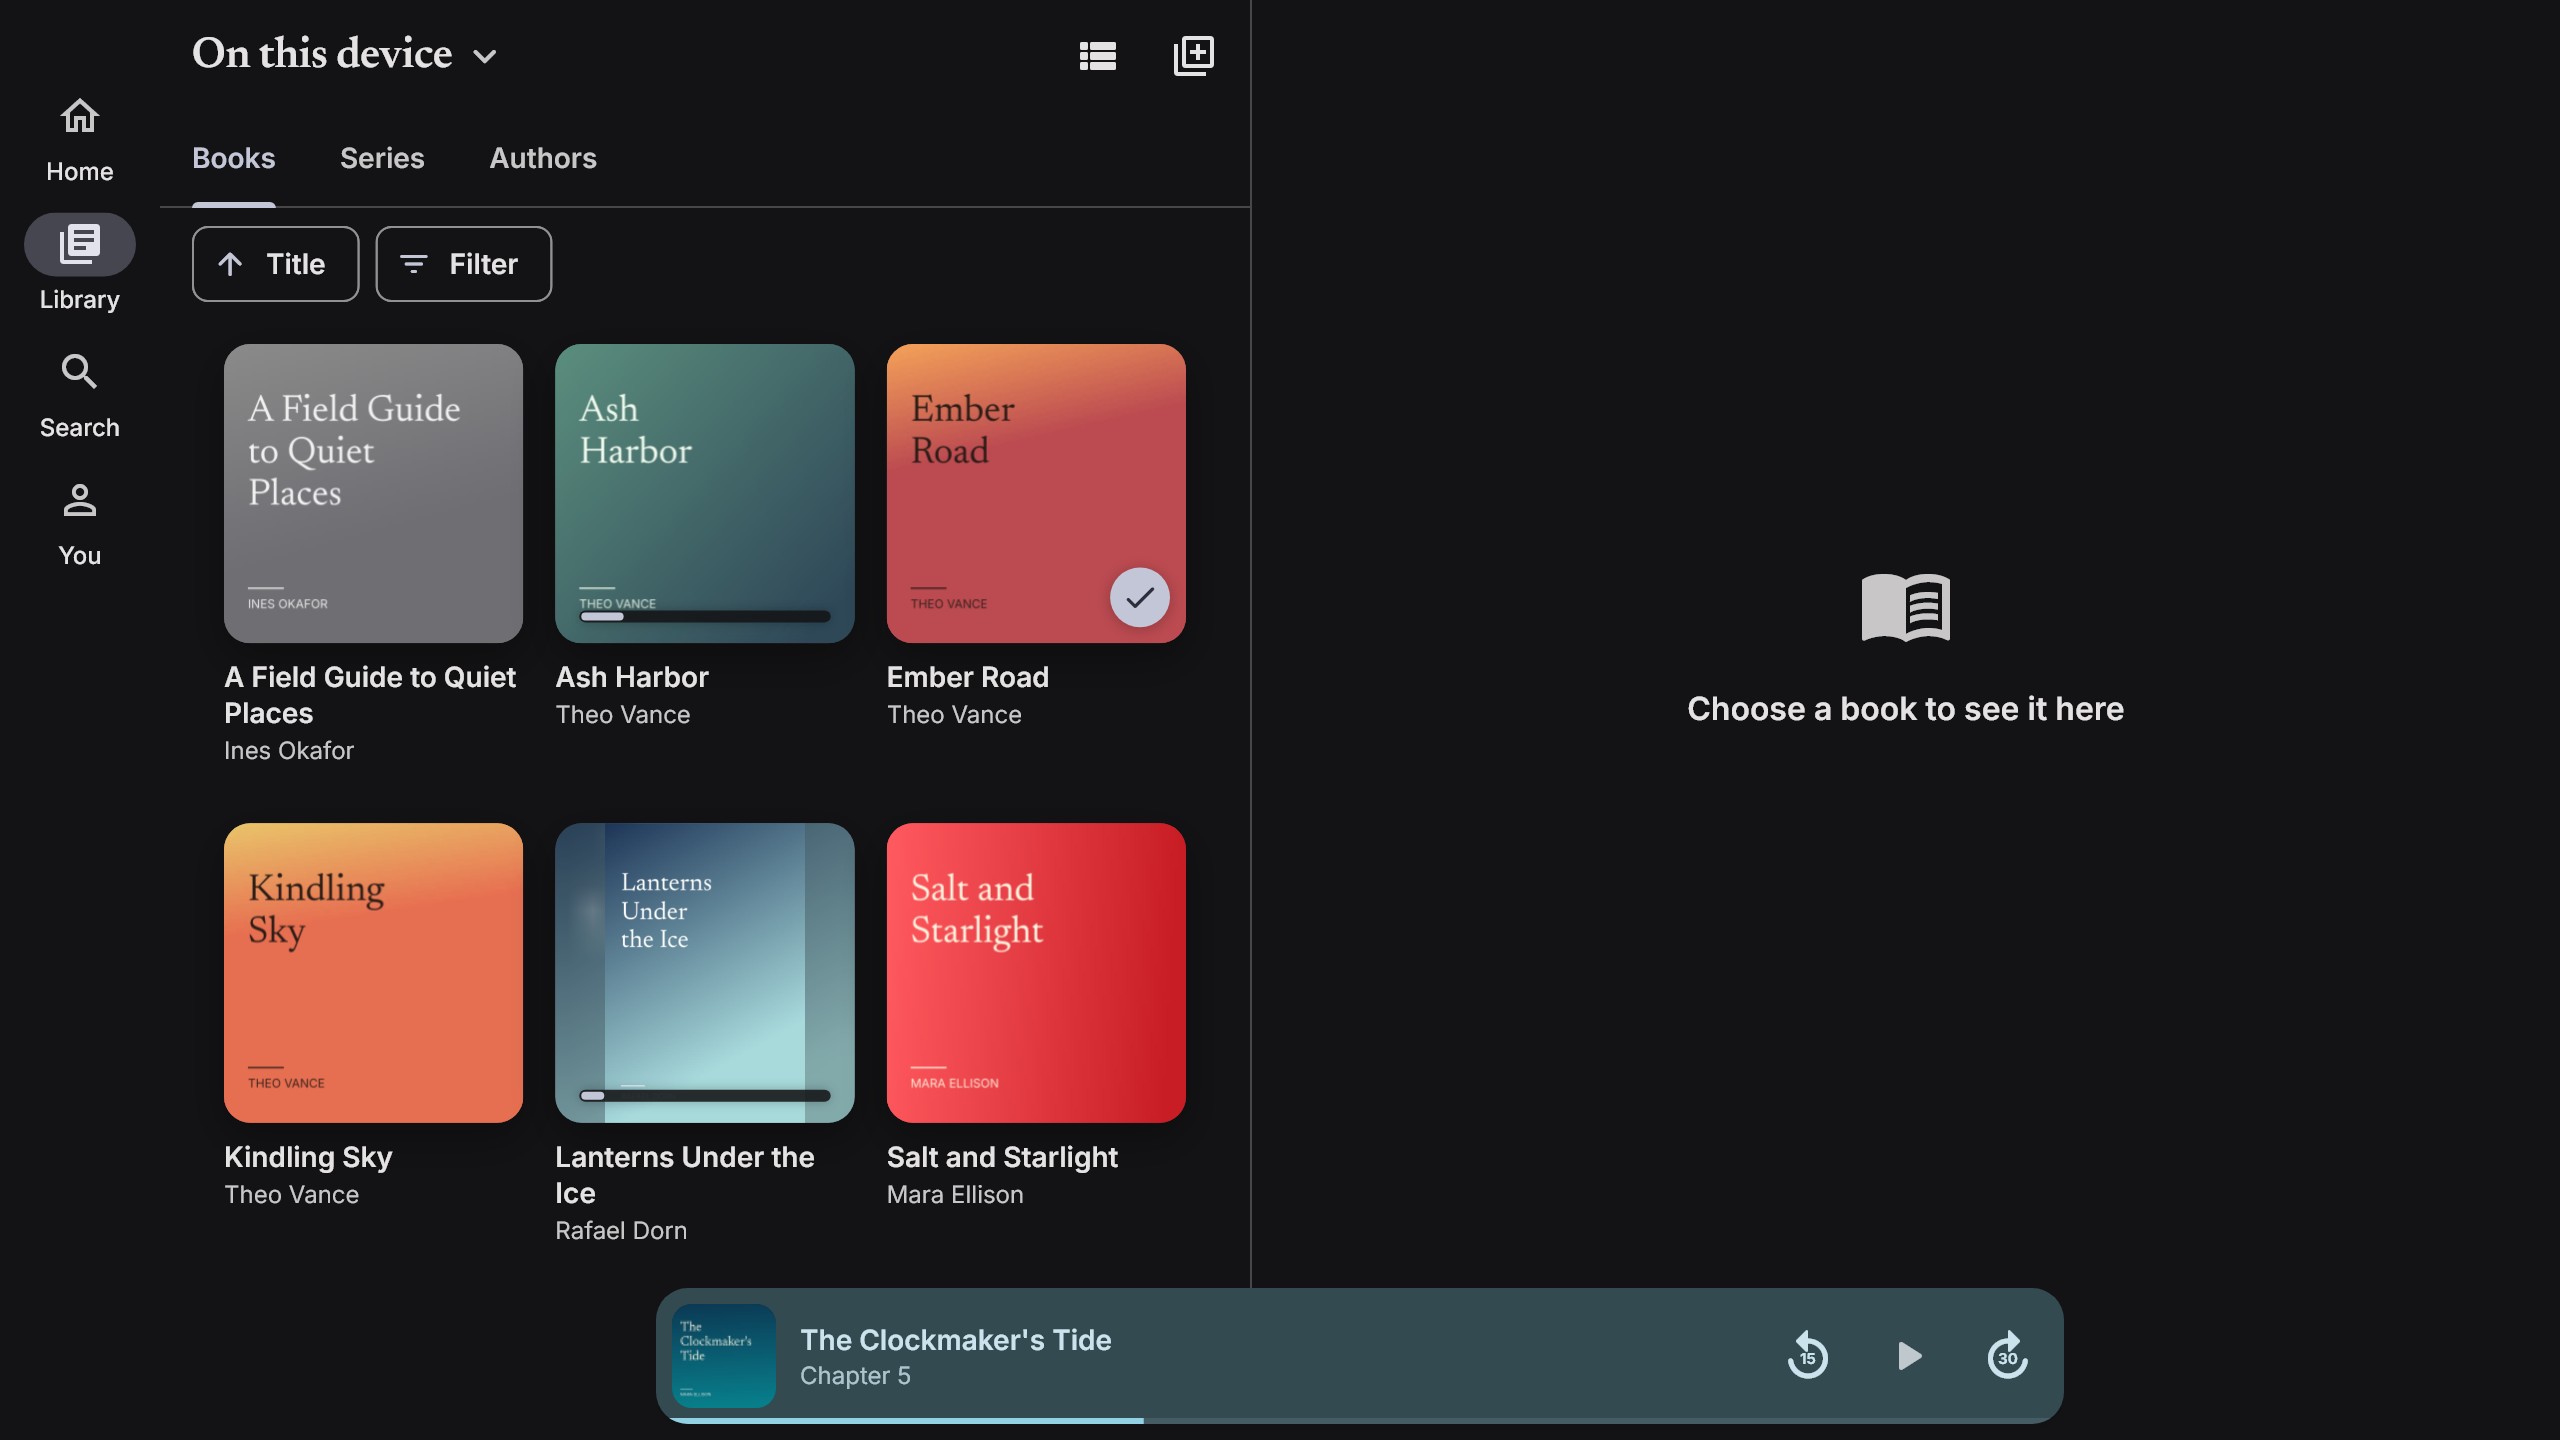 On this device
Home
Library
Search
You
Books
Series
Authors
Title
Filter
A Field Guide
to Quiet
Places
INES OKAFOR
A Field Guide to Quiet
Places
Ines Okafor
Ash
Harbor
THEO VANCE
Ash Harbor
Theo Vance
Ember
Road
THEO VANCE
Ember Road
Theo Vance
Kindling
Sky
THEO VANCE
Kindling Sky
Theo Vance
Lanterns
Under
the Ice
Lanterns Under the
Ice
Rafael Dorn
Salt and
Starlight
MARA ELLISON
Salt and Starlight
Mara Ellison
Choose a book to see it here
The
Clockmaker's
Tide
The Clockmaker's Tide
Chapter 5
15
30